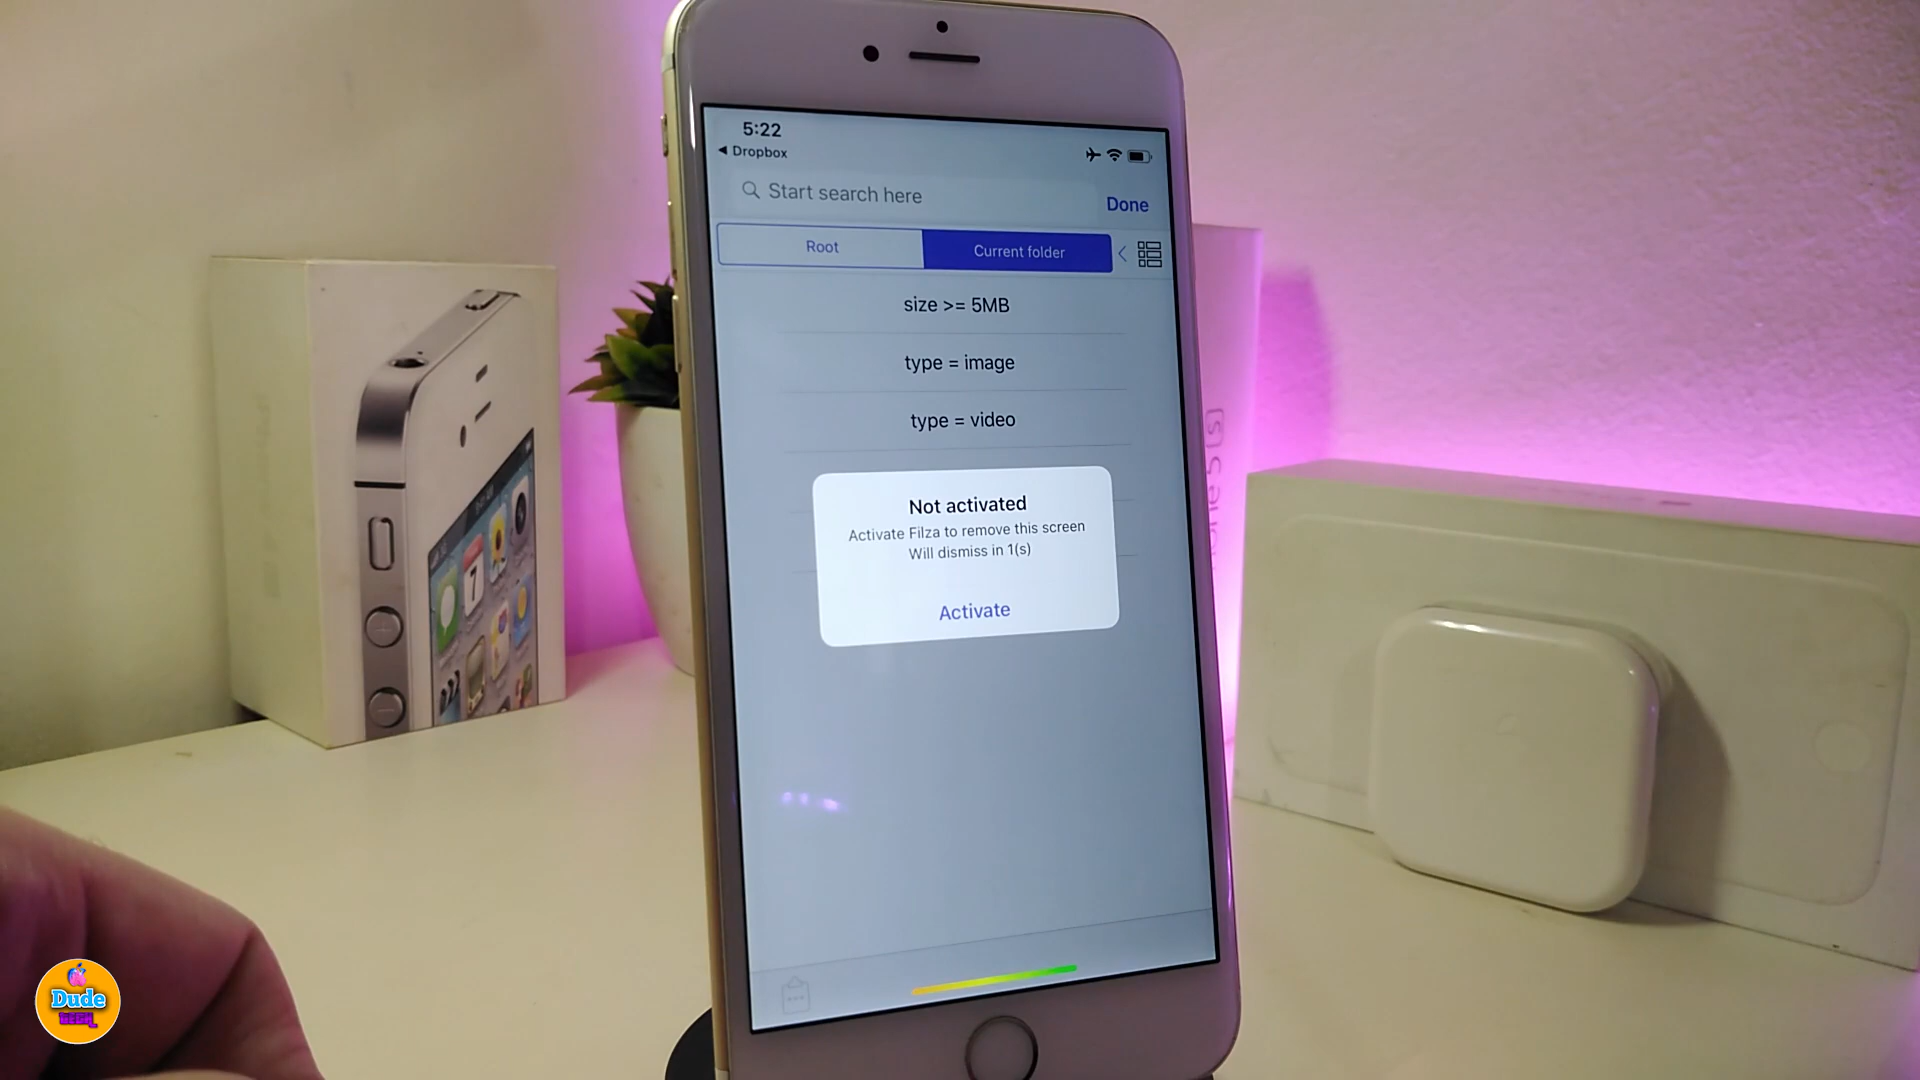 5:22
Dropbox
Start search here
Done
Root
Current folder
size >= 5MB
type = image
type = video
Not activated
Activate Filza to remove this screen
Will dismiss in 1(s)
Activate
7
Dude